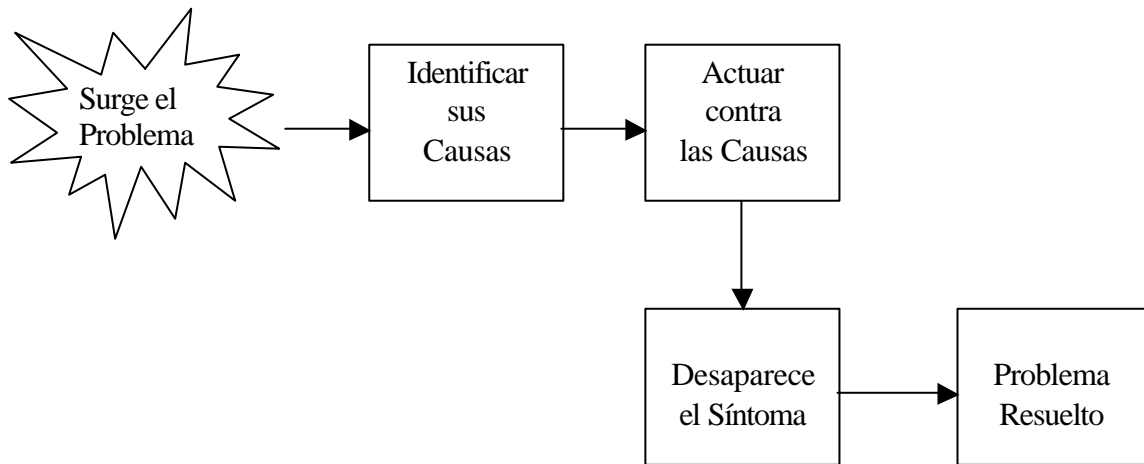 Surge el
Problema
Identificar
sus
Causas
Actuar
contra
las Causas
Desaparece
el Síntoma
Problema
Resuelto